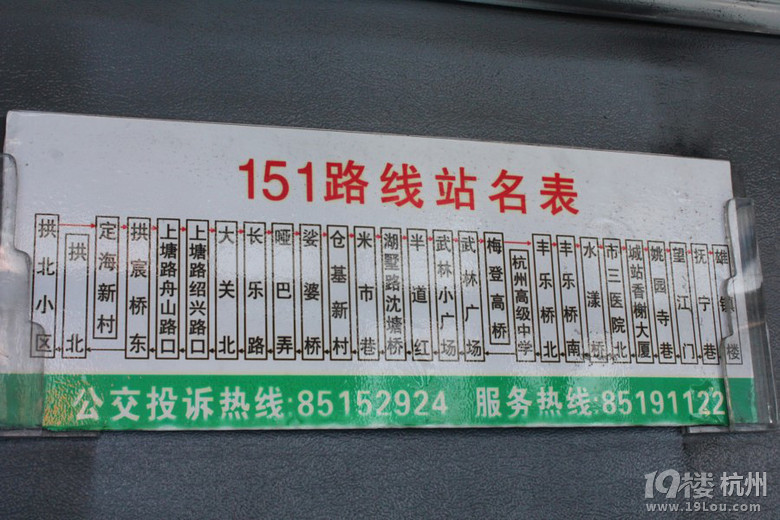 151路线站名表
拱北小区
拱北
定海新村
拱宸桥东
上塘路舟山路口
上塘路绍兴路口
大关北
长乐路
哑巴弄
娑婆桥
仓基新村
米市巷
湖墅路沈塘桥
半道红
武林小广场
武林广场
梅登高桥
杭州高级中学
丰乐桥北
丰乐桥南
水漾桥
市三医院北
城站香榭大厦
姚园寺巷
望江门
抚宁巷
雄镇楼
公交投诉热线:85152924 服务热线:85191122
19楼杭州
www.19Lou.com